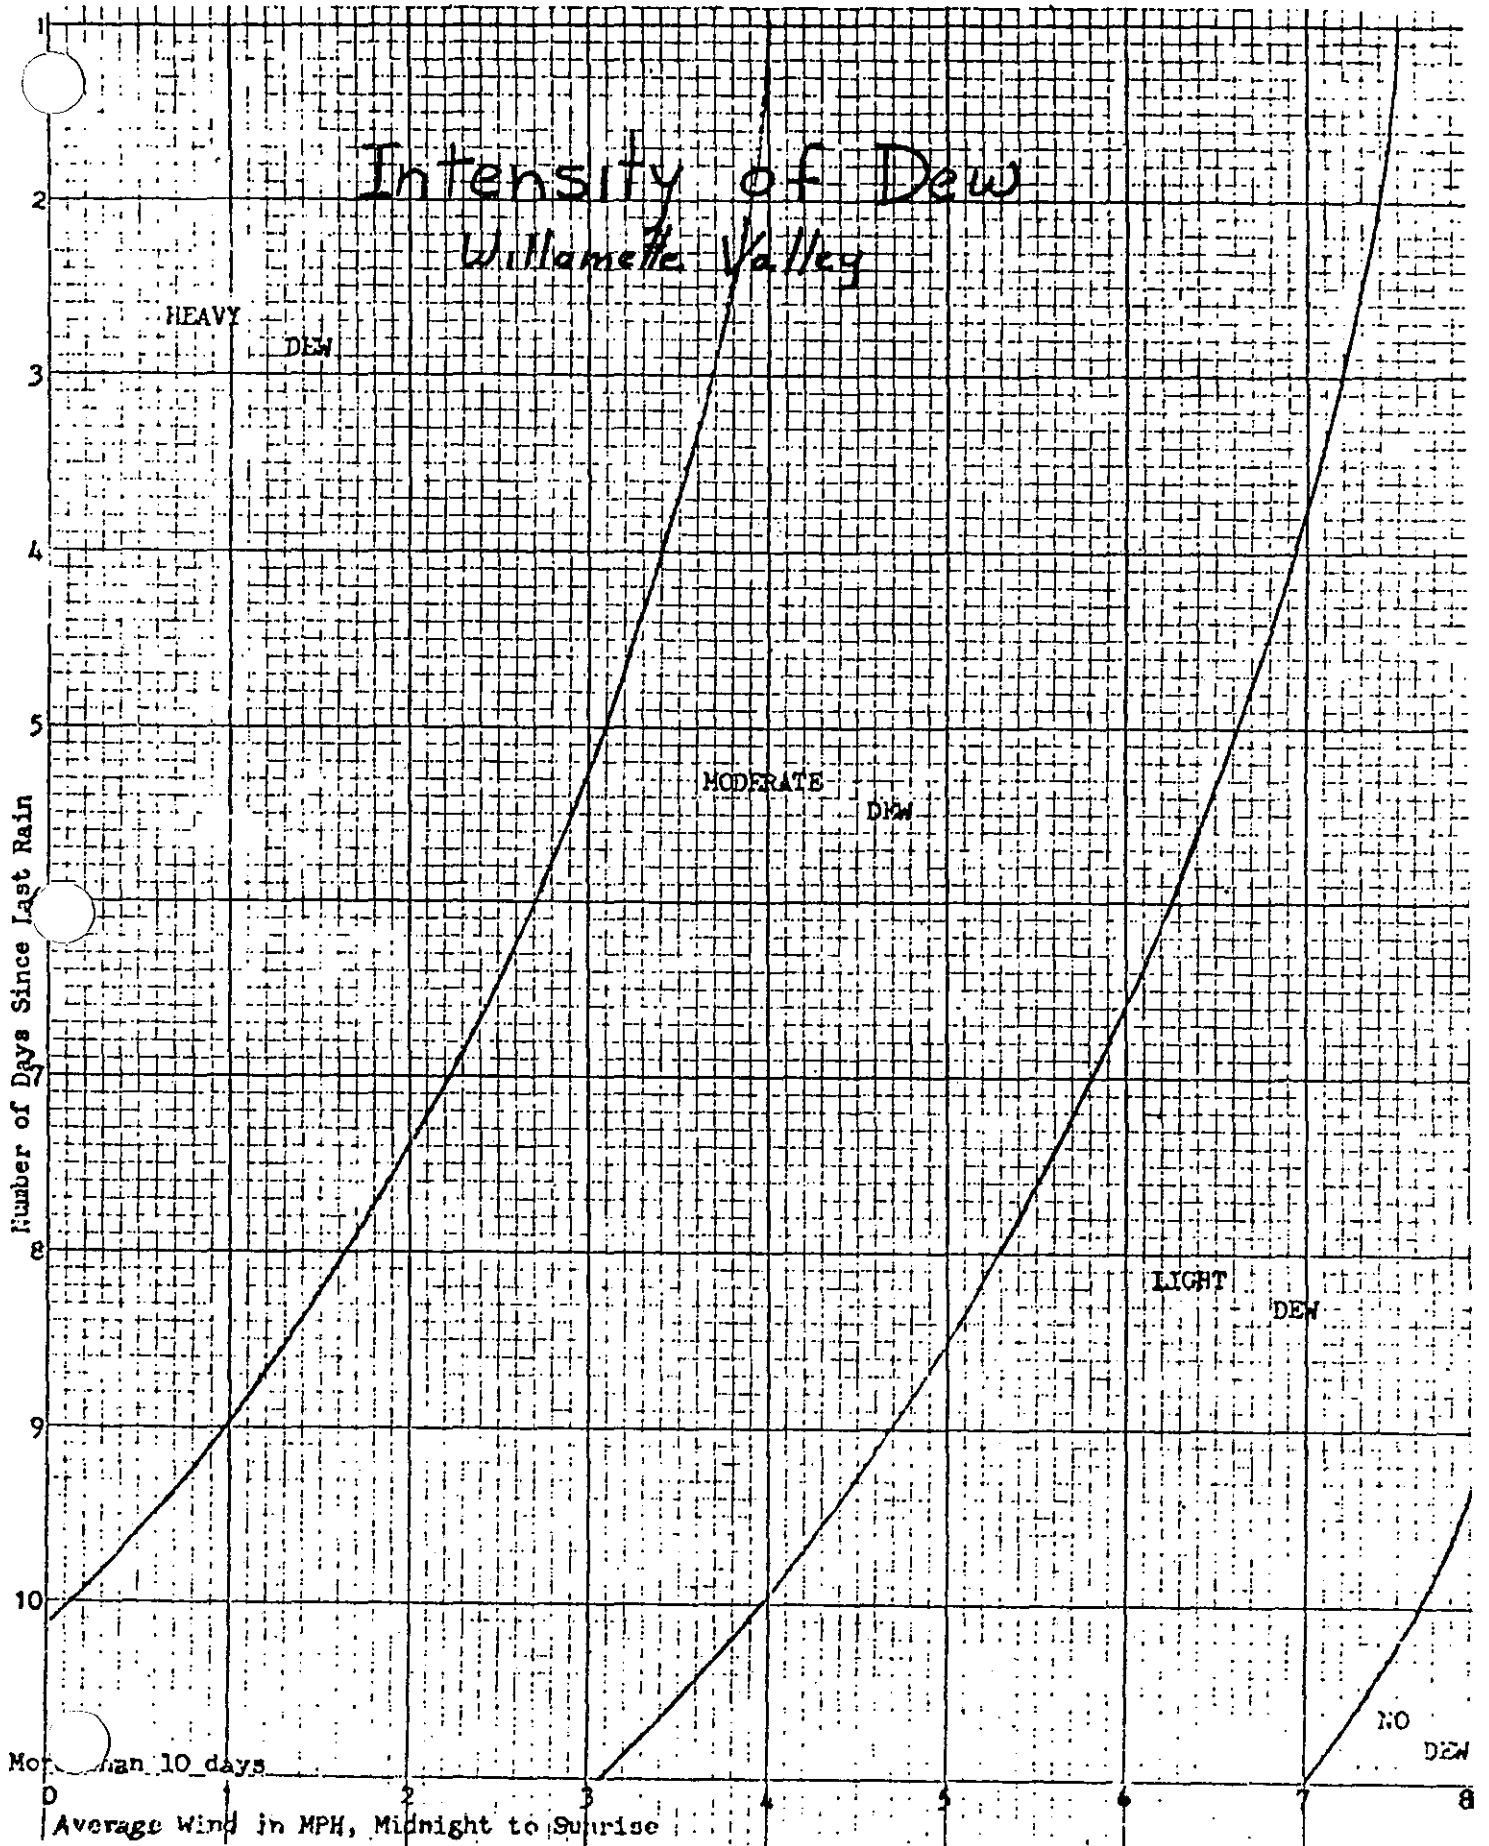 1
Intensity of Dew
2
Willamette Valley
HEAVY
DEW
3
4
5
MODERATE
DEW
Number of Days Since Last Rain
7
8
LIGHT
DEW
9
10
NO
DEW
10 days
0 1 2 3 4 5 6 7 8
Average Wind in MPH, Midnight to Sunrise